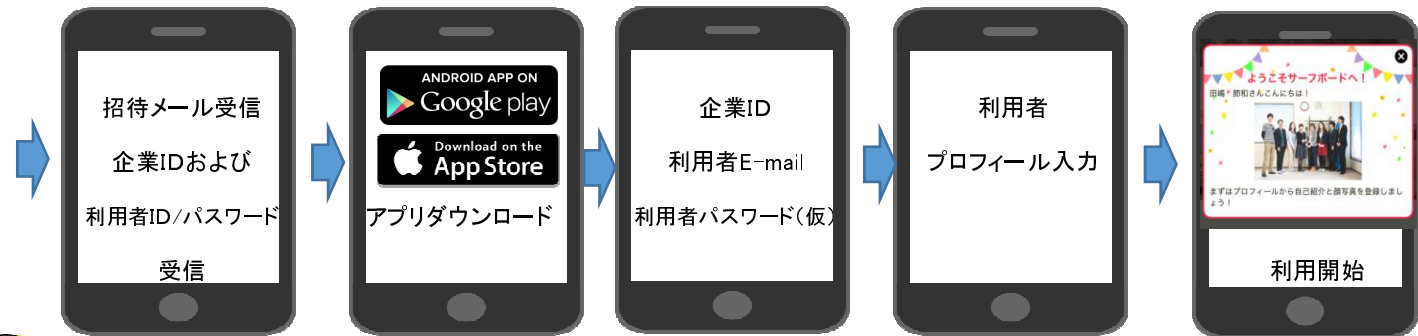 招待メール受信
企業IDおよび
利用者ID/パスワード
受信
ANDROID APP ON
Google play
Download on the
App Store
アプリダウンロード
企業ID
利用者E-mail
利用者パスワード(仮)
利用者
プロフィール入力
ようこそサーフボードへ!
田嶋 節和さんこんにちは!
まずはプロフィールから自己紹介と顔写真を登録しまし
ょう!
利用開始